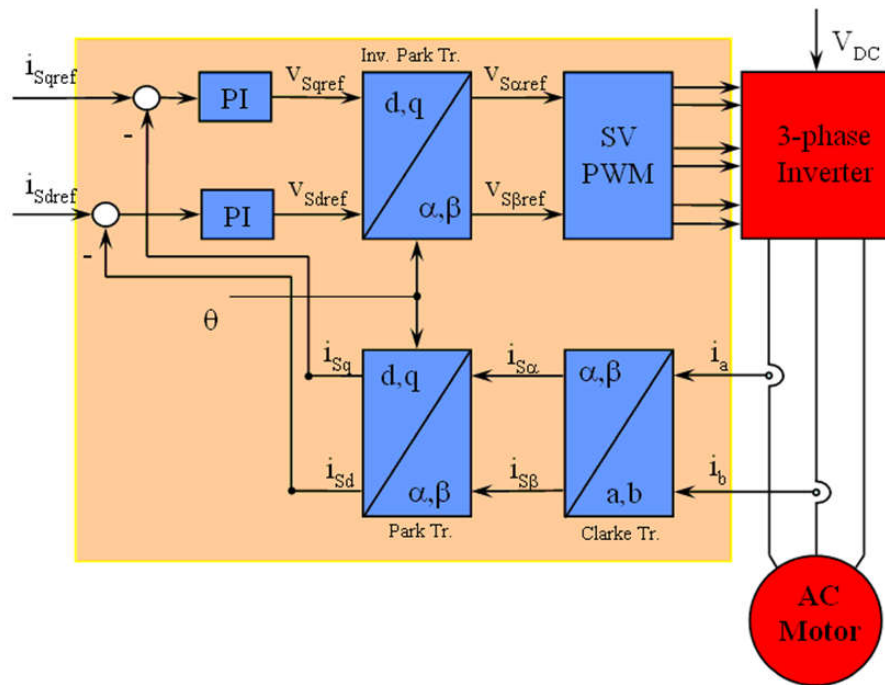 i_Sqref
v_Sqref
Inv. Park Tr.
v_Sαref
V_DC
PI
d,q
α,β
SV
PWM
3-phase
Inverter
-
i_Sdref
PI
v_Sdref
v_Sβref
-
θ
i_Sq
d,q
α,β
i_Sα
α,β
a,b
i_a
i_Sd
i_Sβ
i_b
Park Tr.
Clarke Tr.
AC
Motor